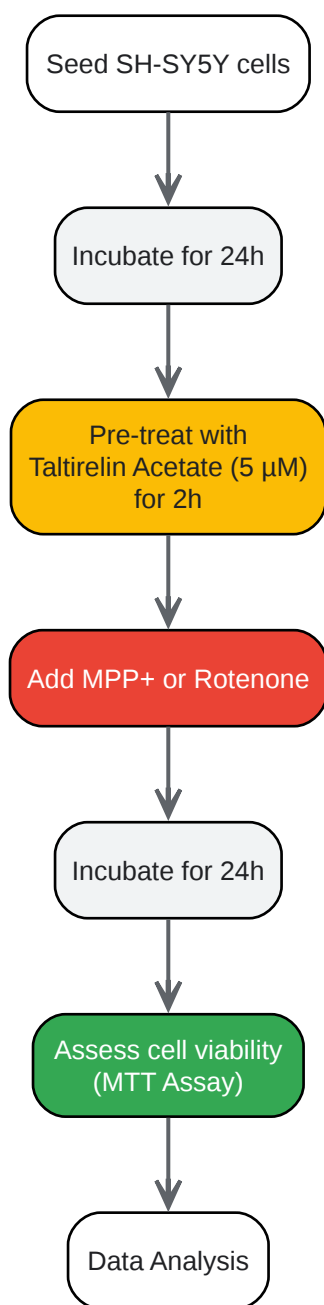 Seed SH-SY5Y cells
Incubate for 24h
Pre-treat with
Taltirelin Acetate (5 µM)
for 2h
Add MPP+ or Rotenone
Incubate for 24h
Assess cell viability
(MTT Assay)
Data Analysis